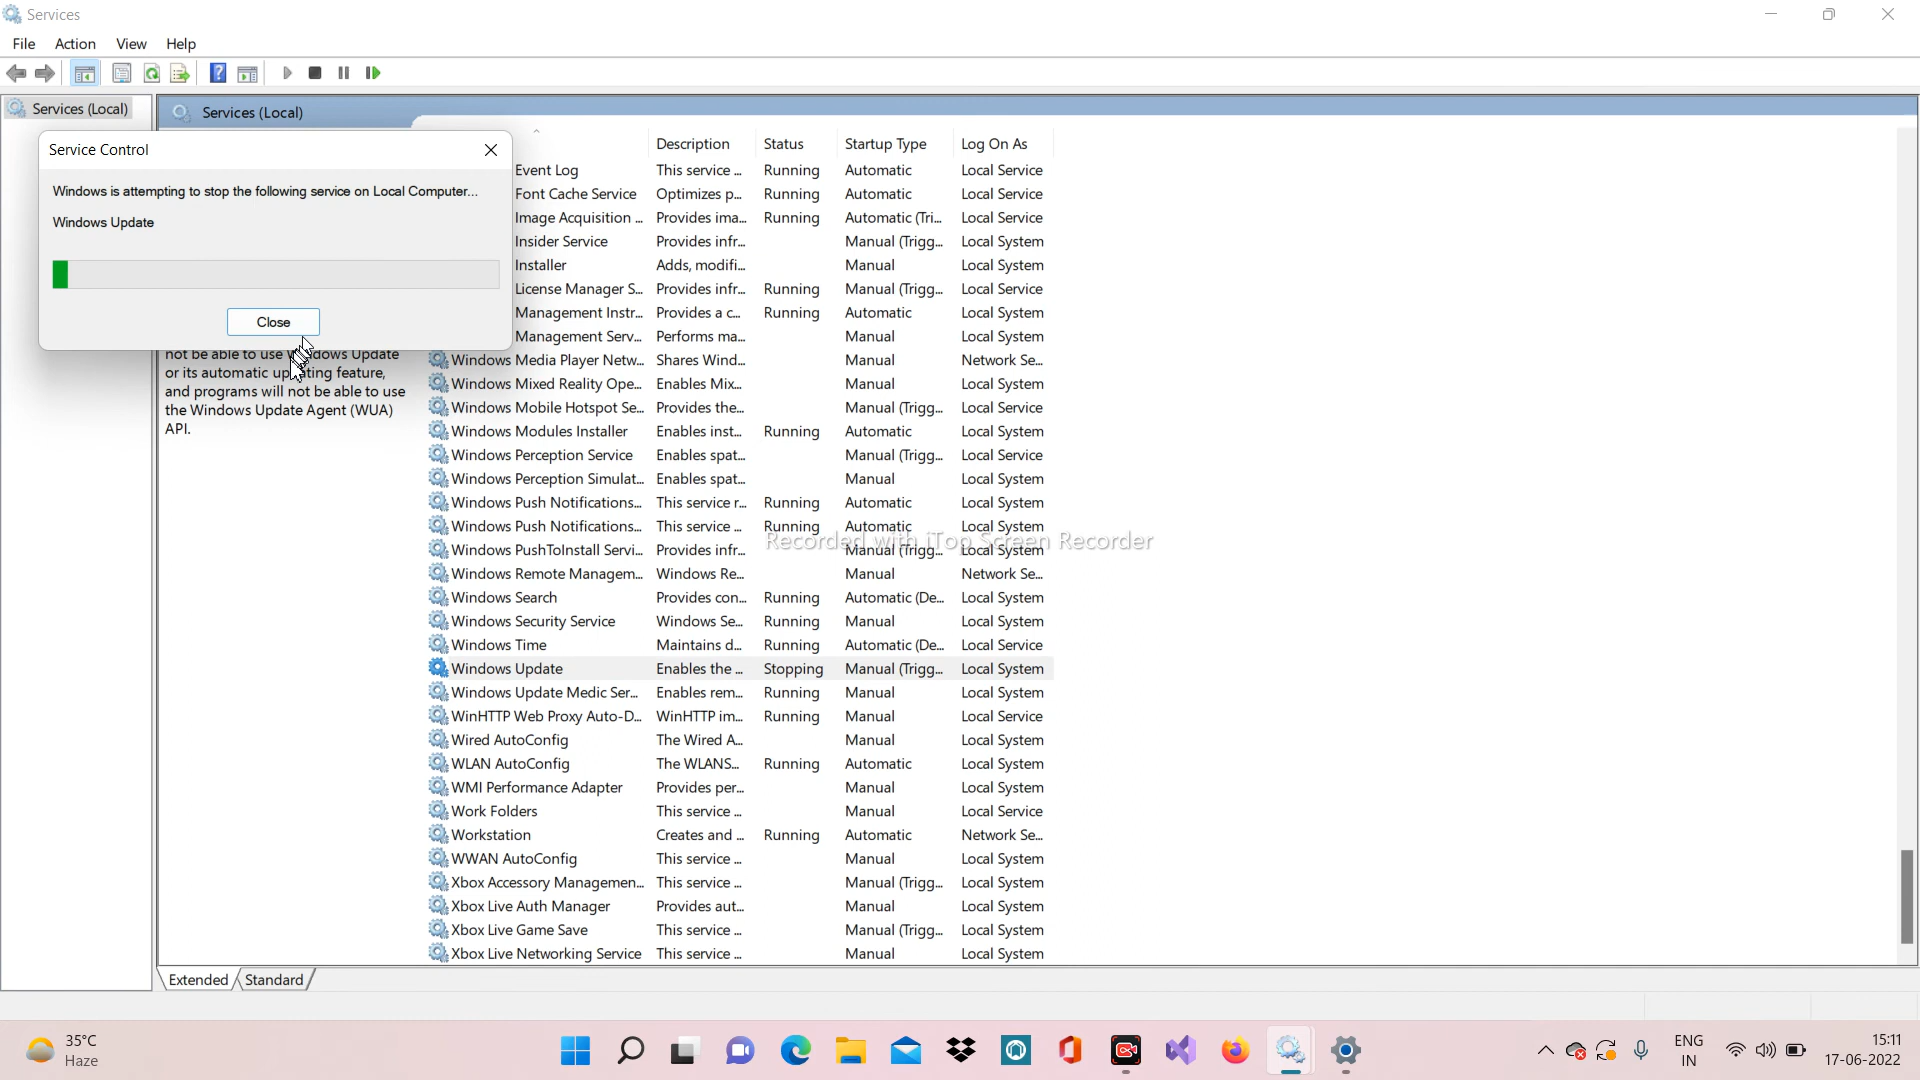 Services
File Action View Help
Services (Local)
Services (Local)
Service Control
Windows is attempting to stop the following service on Local Computer...
Windows Update
Close
not be able to use Windows Update
or its automatic updating feature,
and programs will not be able to use
the Windows Update Agent (WUA)
API.
Description Status Startup Type Log On As
Event Log This service ... Running Automatic Local Service
Font Cache Service Optimizes p... Running Automatic Local Service
Image Acquisition ... Provides ima... Running Automatic (Tri... Local Service
Insider Service Provides infr... Manual (Trigg... Local System
Installer Adds, modifi... Manual Local System
License Manager S... Provides infr... Running Manual (Trigg... Local Service
Management Instr... Provides a c... Running Automatic Local System
Management Serv... Performs ma... Manual Local System
Windows Media Player Netw... Shares Wind... Manual Network Se...
Windows Mixed Reality Ope... Enables Mix... Manual Local System
Windows Mobile Hotspot Se... Provides the... Manual (Trigg... Local Service
Windows Modules Installer Enables inst... Running Automatic Local System
Windows Perception Service Enables spat... Manual (Trigg... Local Service
Windows Perception Simulat... Enables spat... Manual Local System
Windows Push Notifications... This service r... Running Automatic Local System
Windows Push Notifications... This service ... Running Automatic Local System
Recorded with iTop Screen Recorder
Windows PushToInstall Servi... Provides infr... Manual (Trigg... Local System
Windows Remote Managem... Windows Re... Manual Network Se...
Windows Search Provides con... Running Automatic (De... Local System
Windows Security Service Windows Se... Running Manual Local System
Windows Time Maintains d... Running Automatic (De... Local Service
Windows Update Enables the ... Stopping Manual (Trigg... Local System
Windows Update Medic Ser... Enables rem... Running Manual Local System
WinHTTP Web Proxy Auto-D... WinHTTP im... Running Manual Local Service
Wired AutoConfig The Wired A... Manual Local System
WLAN AutoConfig The WLANS... Running Automatic Local System
WMI Performance Adapter Provides per... Manual Local System
Work Folders This service ... Manual Local Service
Workstation Creates and ... Running Automatic Network Se...
WWAN AutoConfig This service ... Manual Local System
Xbox Accessory Managemen... This service ... Manual (Trigg... Local System
Xbox Live Auth Manager Provides aut... Manual Local System
Xbox Live Game Save This service ... Manual (Trigg... Local System
Xbox Live Networking Service This service ... Manual Local System
Extended Standard
35°C
Haze
ENG
IN
15:11
17-06-2022